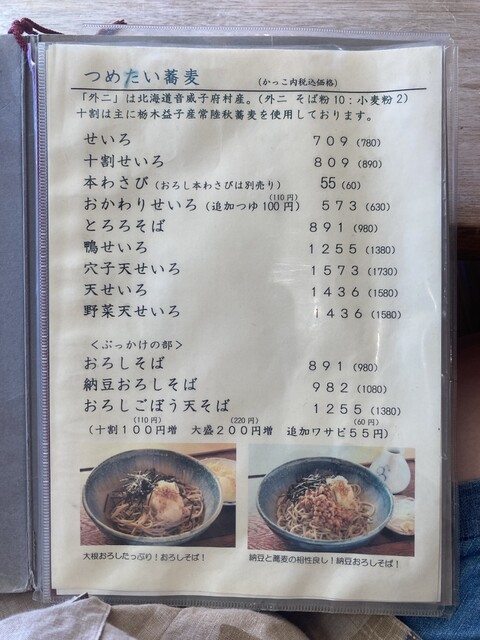 つめたい蕎麦 (かっこ内税込価格)
「外二」は北海道音威子府村産。(外二 そば粉10:小麦粉2)
十割は主に栃木益子産常陸秋蕎麦を使用しております。
せいろ 709(780)
十割せいろ 809(890)
本わさび(おろし本わさびは別売り) 55(60)
(110円)
おかわりせいろ(追加つゆ100円) 573(630)
とろろそば 891(980)
鴨せいろ 1255(1380)
穴子天せいろ 1573(1730)
天せいろ 1436(1580)
野菜天せいろ 1436(1580)
<ぶっかけの部>
おろしそば 891(980)
納豆おろしそば 982(1080)
おろしごぼう天そば 1255(1380)
(110円) (220円) (60円)
(十割100円増 大盛200円増 追加ワサビ55円)
大根おろしたっぷり!おろしそば! 納豆と蕎麦の相性良し!納豆おろしそば!